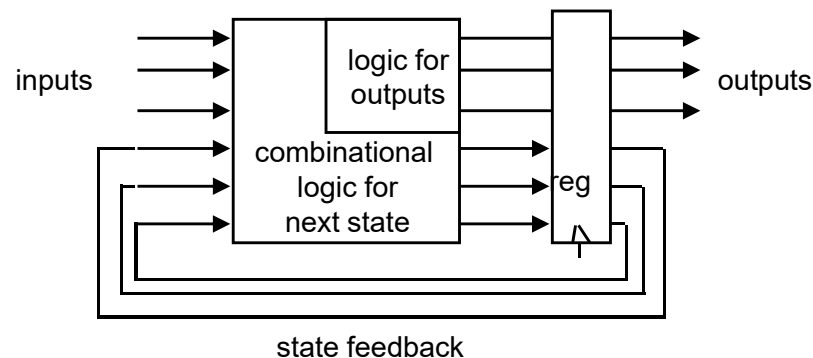 inputs
logic for
outputs
outputs
combinational
logic for
next state
reg
state feedback